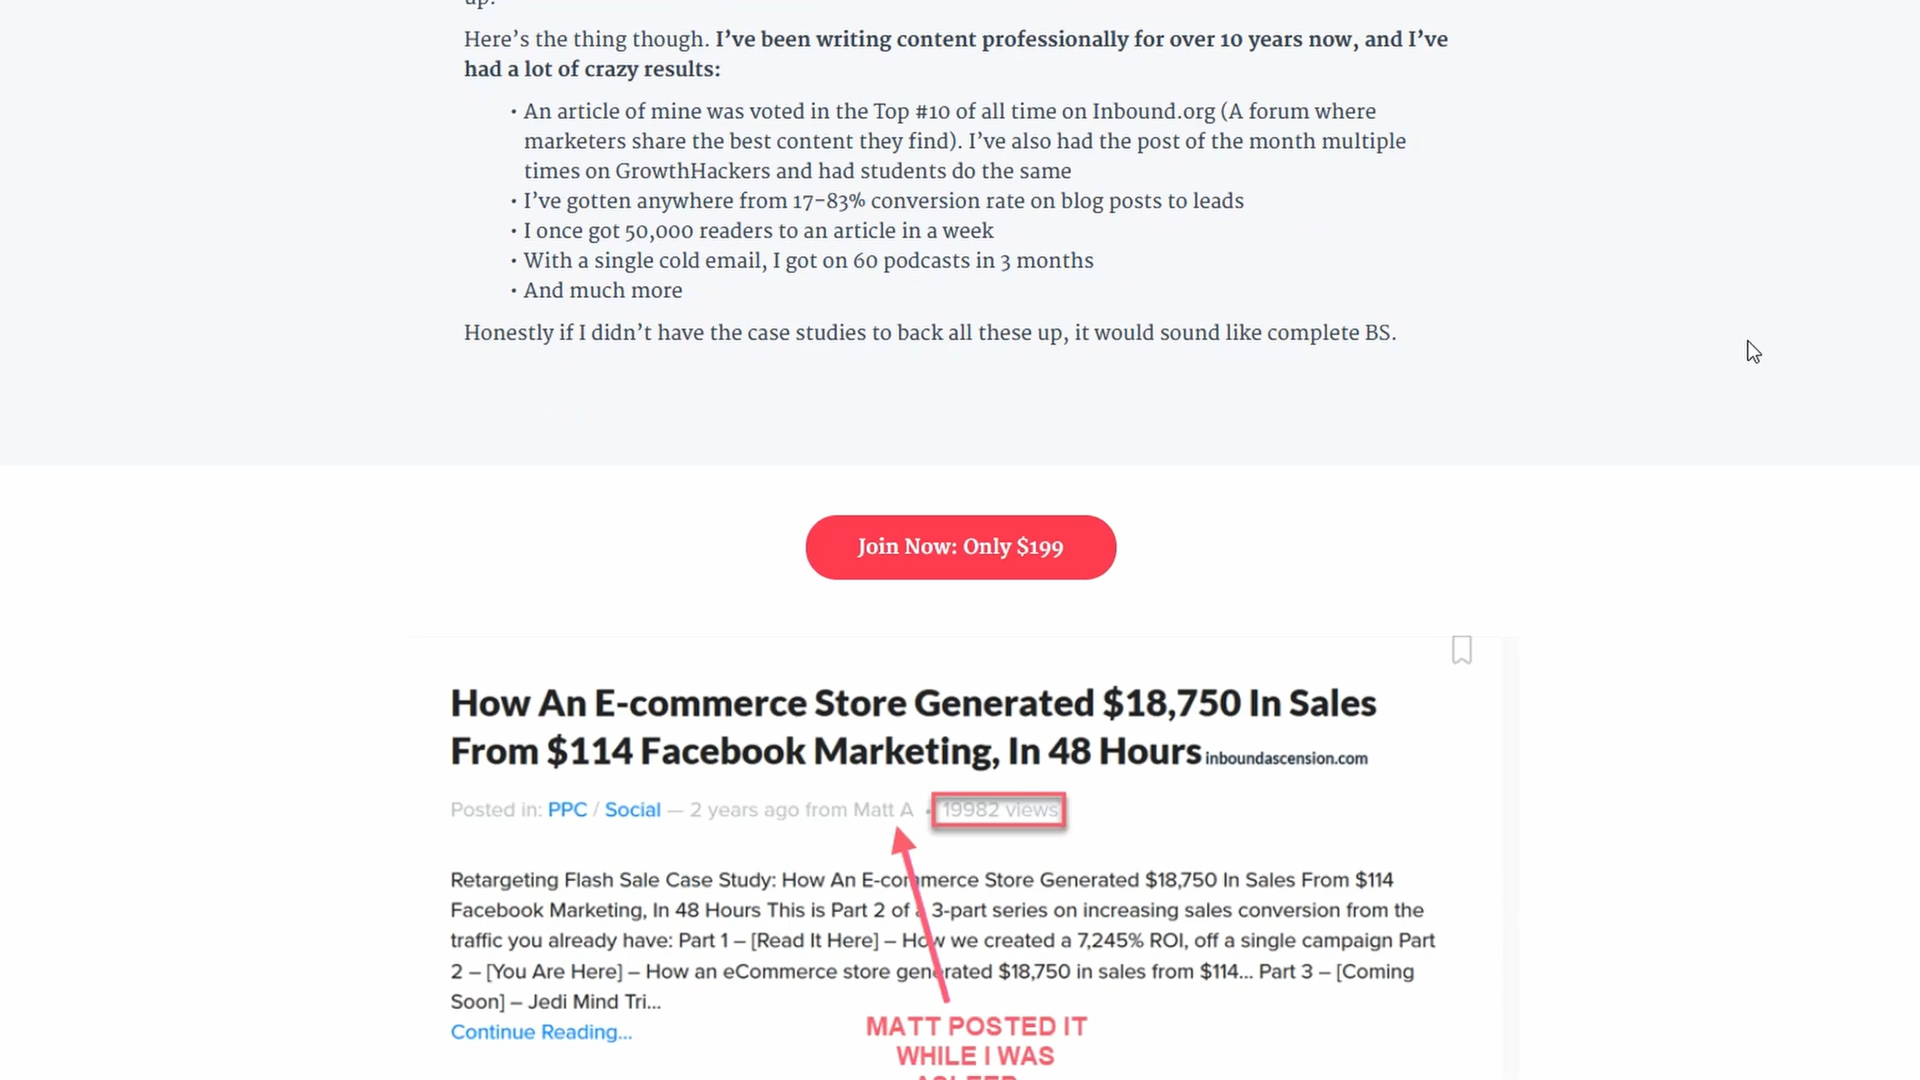 up.
Here’s the thing though. I’ve been writing content professionally for over 10 years now, and I’ve
had a lot of crazy results:
• An article of mine was voted in the Top #10 of all time on Inbound.org (A forum where
marketers share the best content they find). I’ve also had the post of the month multiple
times on GrowthHackers and had students do the same
• I’ve gotten anywhere from 17-83% conversion rate on blog posts to leads
• I once got 50,000 readers to an article in a week
• With a single cold email, I got on 60 podcasts in 3 months
• And much more
Honestly if I didn’t have the case studies to back all these up, it would sound like complete BS.
Join Now: Only $199
How An E-commerce Store Generated $18,750 In Sales
From $114 Facebook Marketing, In 48 Hours inboundascension.com
Posted in: PPC / Social — 2 years ago from Matt A • 19982 views
Retargeting Flash Sale Case Study: How An E-commerce Store Generated $18,750 In Sales From $114
Facebook Marketing, In 48 Hours This is Part 2 of a 3-part series on increasing sales conversion from the
traffic you already have: Part 1 – [Read It Here] – How we created a 7,245% ROI, off a single campaign Part
2 – [You Are Here] – How an eCommerce store generated $18,750 in sales from $114... Part 3 – [Coming
Soon] – Jedi Mind Tri...
Continue Reading...
MATT POSTED IT
WHILE I WAS
ASLEEP